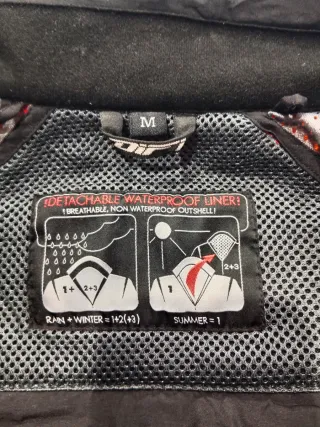 M
!DETACHABLE WATERPROOF LINER!
! BREATHABLE, NON WATERPROOF OUTSHELL !
1+ 2+3
1 2+3
RAIN + WINTER = 1+2(+3) SUMMER = 1